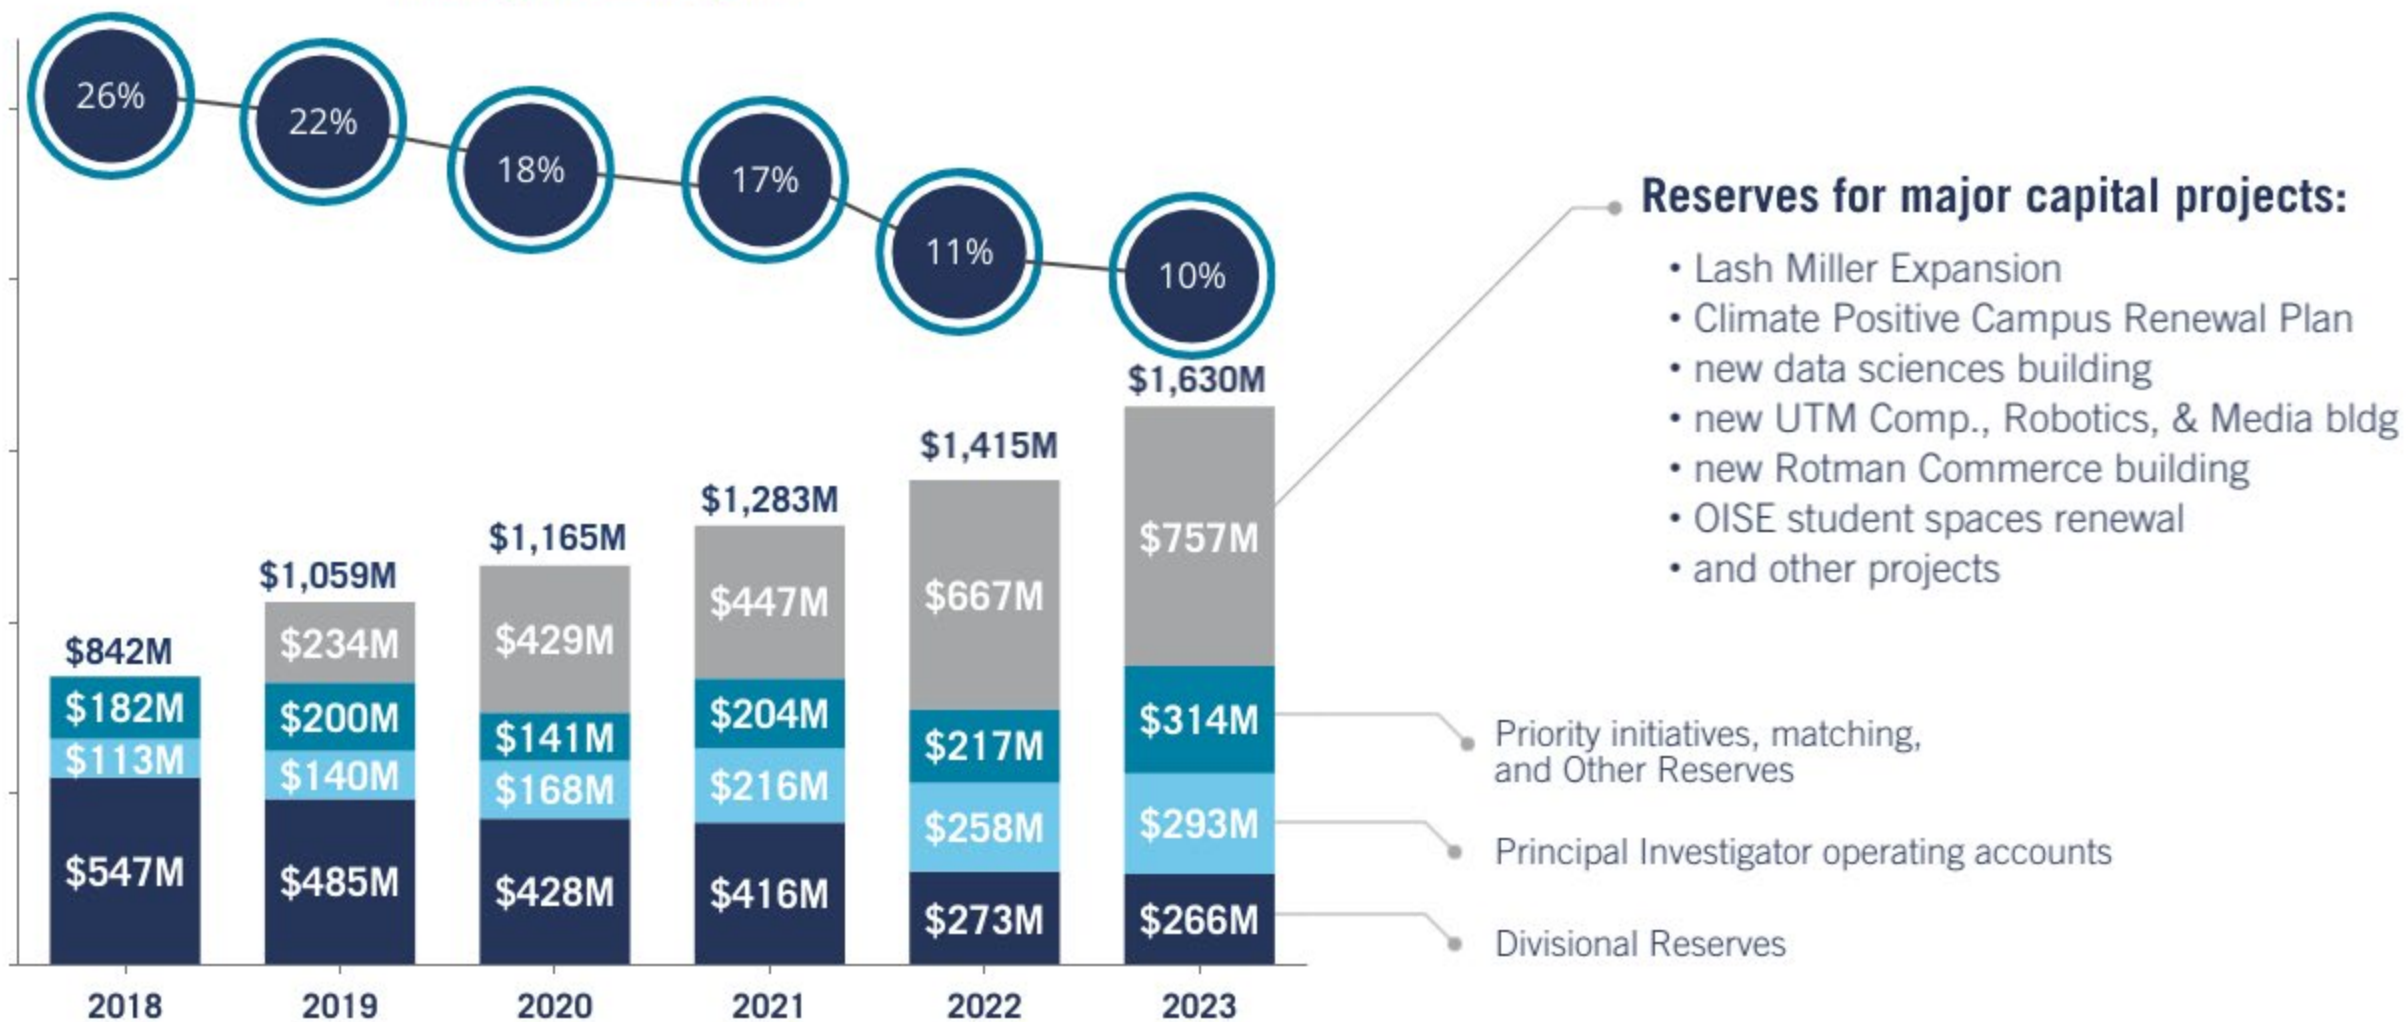 26%
22%
18%
17%
11%
10%
Reserves for major capital projects:
• Lash Miller Expansion
• Climate Positive Campus Renewal Plan
• new data sciences building
• new UTM Comp., Robotics, & Media bldg
• new Rotman Commerce building
• OISE student spaces renewal
• and other projects
$842M
$182M
$113M
$547M
$1,059M
$234M
$200M
$140M
$485M
$1,165M
$429M
$141M
$168M
$428M
$1,283M
$447M
$204M
$216M
$416M
$1,415M
$667M
$217M
$258M
$273M
$1,630M
$757M
$314M
$293M
$266M
Priority initiatives, matching,
and Other Reserves
Principal Investigator operating accounts
Divisional Reserves
2018 2019 2020 2021 2022 2023